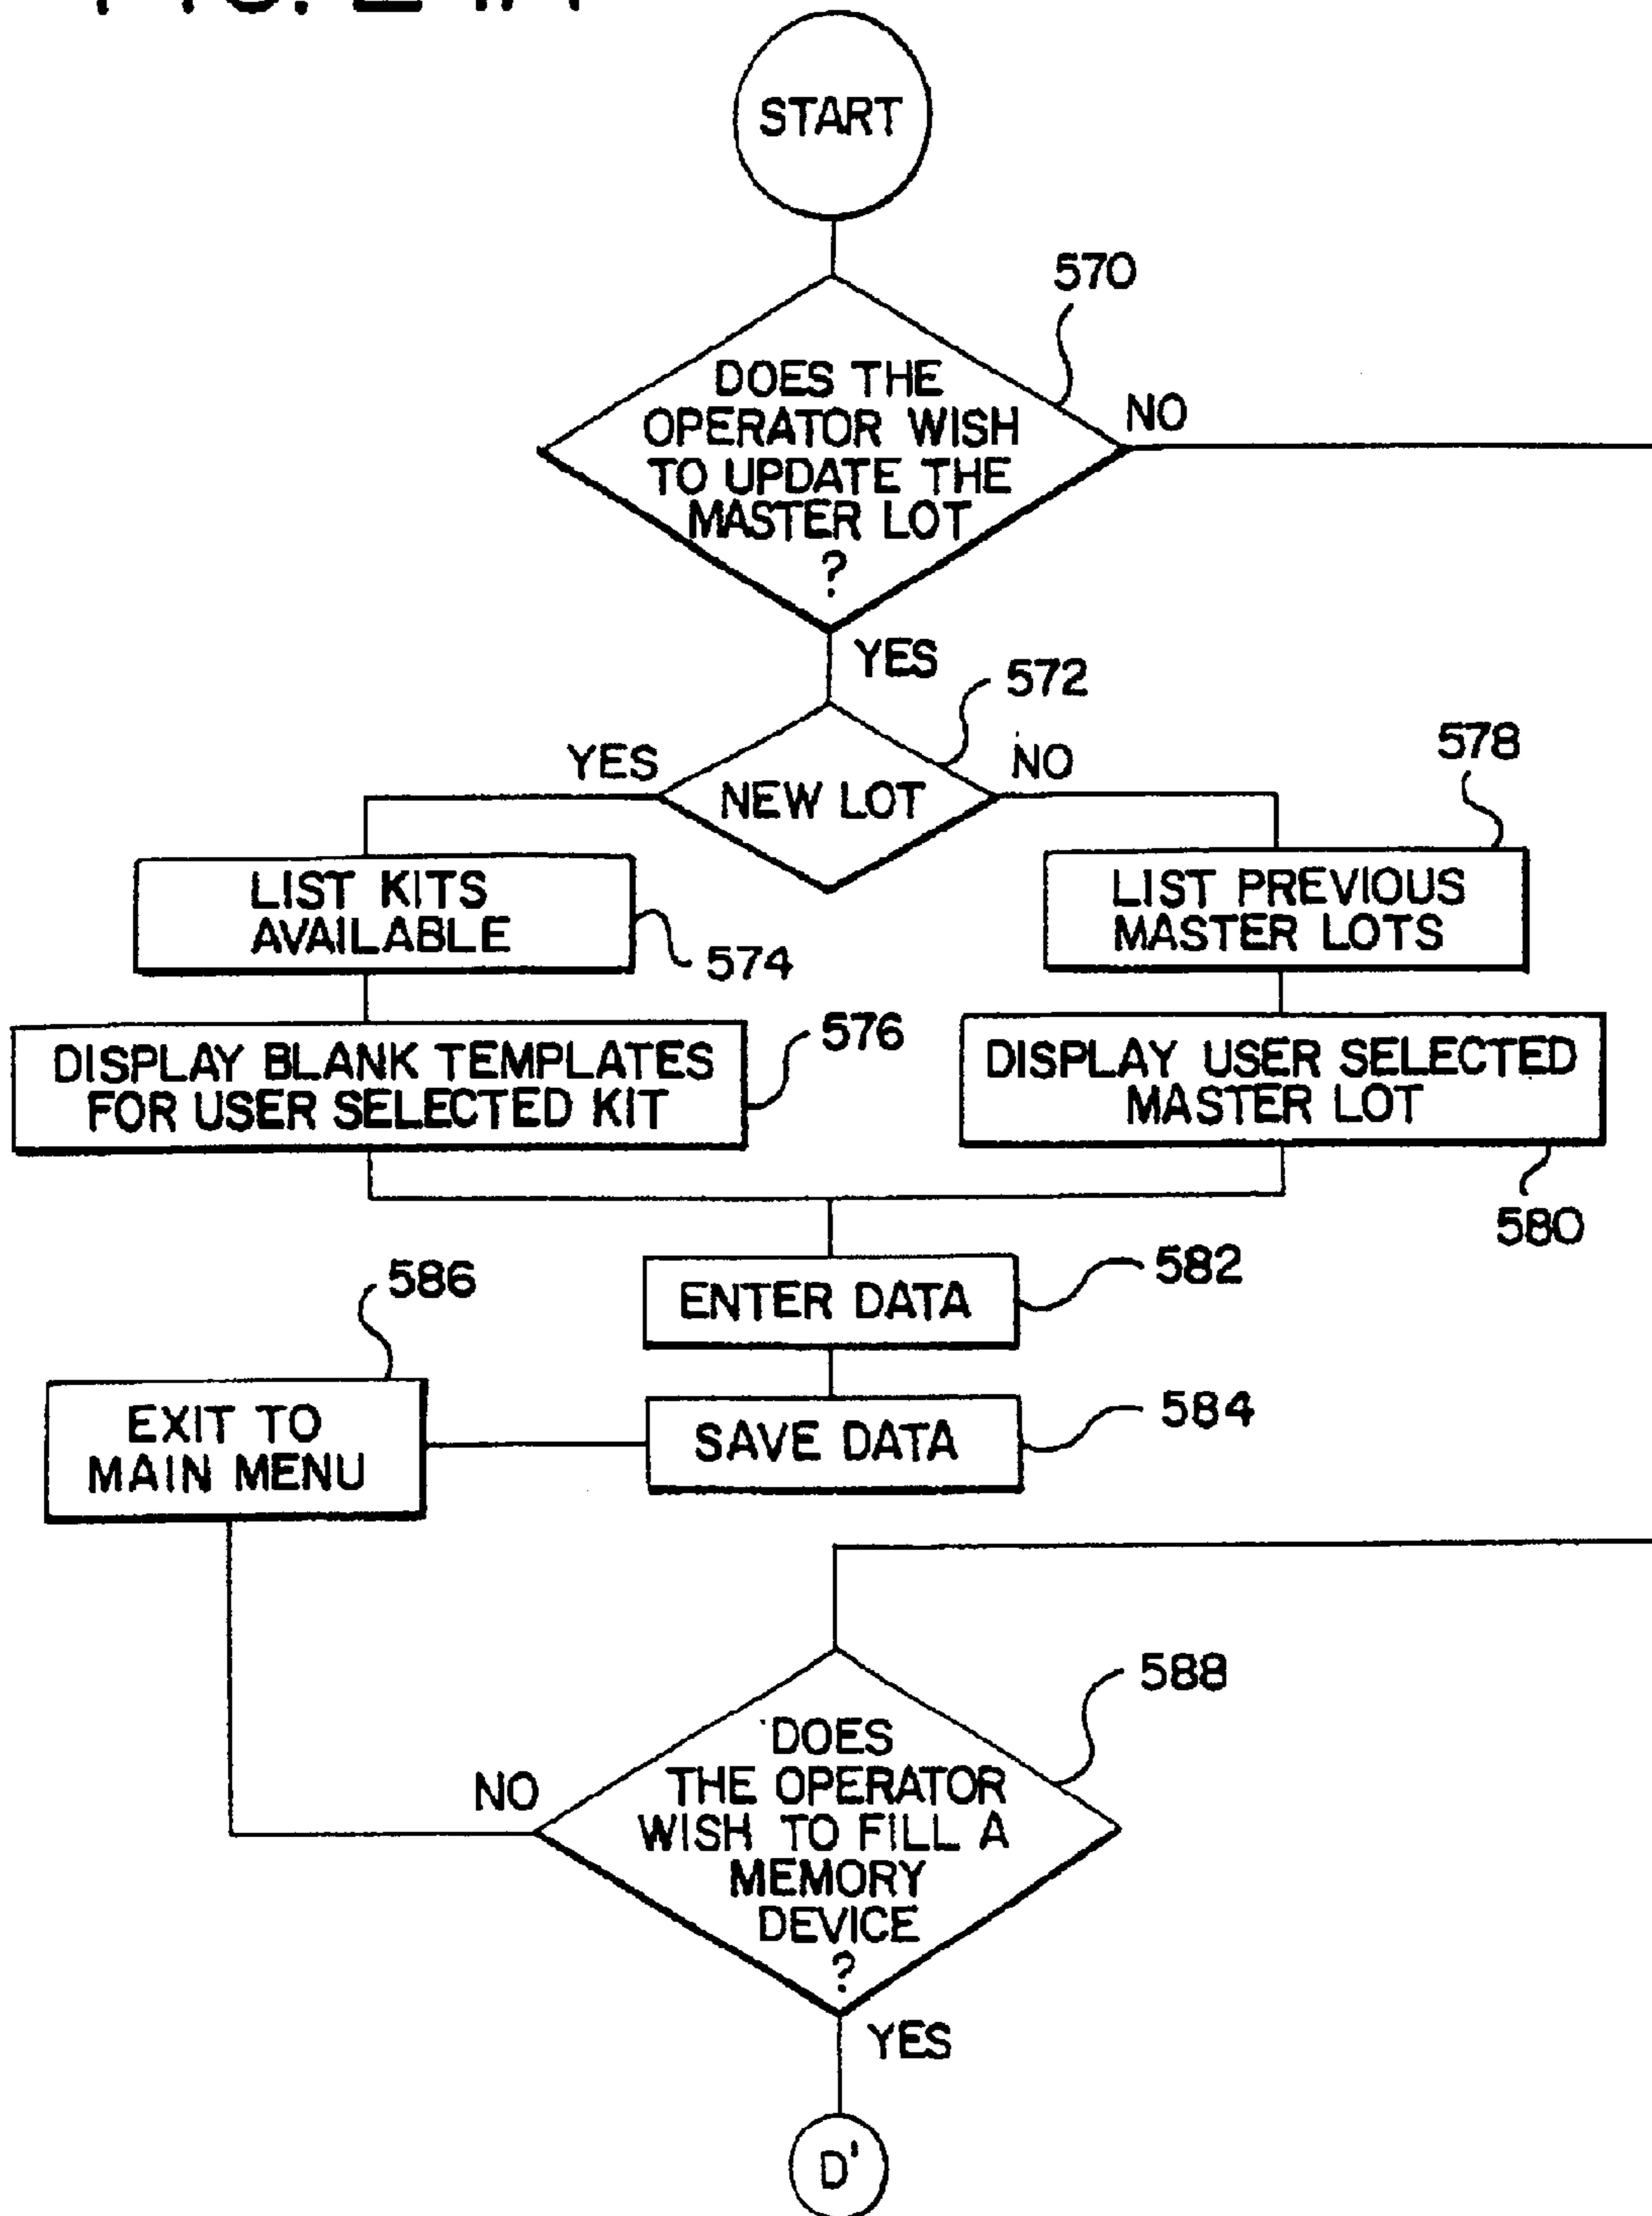 START
570
DOES THE
OPERATOR WISH
TO UPDATE THE
MASTER LOT
?
NO
YES
572
YES
NEW LOT
NO
578
LIST KITS
AVAILABLE
574
LIST PREVIOUS
MASTER LOTS
DISPLAY BLANK TEMPLATES
FOR USER SELECTED KIT
576
DISPLAY USER SELECTED
MASTER LOT
580
586
ENTER DATA
582
EXIT TO
MAIN MENU
SAVE DATA
584
588
DOES
THE OPERATOR
WISH TO FILL A
MEMORY
DEVICE
?
NO
YES
D'